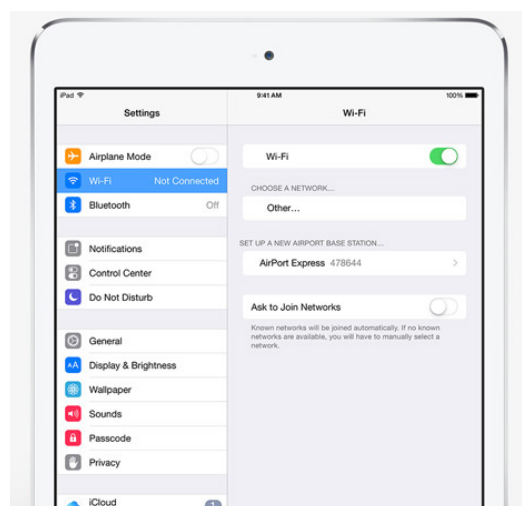 iPad
9:41 AM
100%
Settings
Wi-Fi
Airplane Mode
Wi-Fi Not Connected
Bluetooth Off
Notifications
Control Center
Do Not Disturb
General
Display & Brightness
Wallpaper
Sounds
Passcode
Privacy
iCloud
1
Wi-Fi
CHOOSE A NETWORK...
Other...
SET UP A NEW AIRPORT BASE STATION...
AirPort Express 478644
Ask to Join Networks
Known networks will be joined automatically. If no known
networks are available, you will have to manually select a
network.